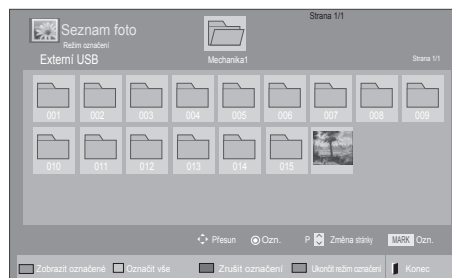 Strana 1/1
Seznam foto
Režim označení
Externí USB
Mechanika1
Strana 1/1
001 002 003 004 005 006 007 008 009
010 011 012 013 014 015
Přesun Ozn. P Změna stránky MARK Ozn.
Zobrazit označené Označit vše Zrušit označení Ukončit režim označení Konec